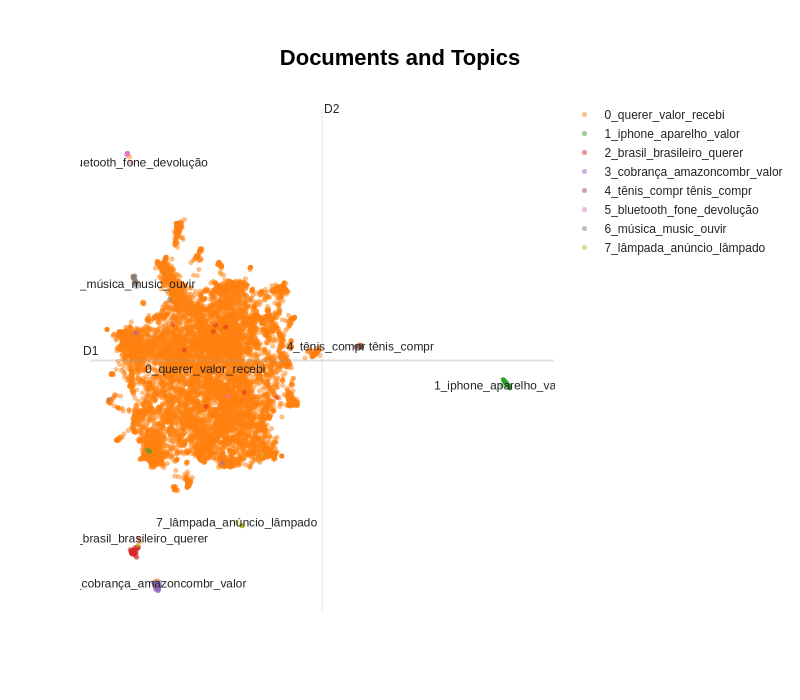 Documents and Topics
D2
0_querer_valor_recebi
1_iphone_aparelho_valor
2_brasil_brasileiro_querer
3_cobrança_amazoncombr_valor
4_tênis_compr tênis_compr
5_bluetooth_fone_devolução
6_música_music_ouvir
7_lâmpada_anúncio_lâmpado
uetooth_fone_devolução
_música_music_ouvir
4_tênis_compr tênis_compr
D1
0_querer_valor_recebi
1_iphone_aparelho_va
7_lâmpada_anúncio_lâmpado
_brasil_brasileiro_querer
_cobrança_amazoncombr_valor